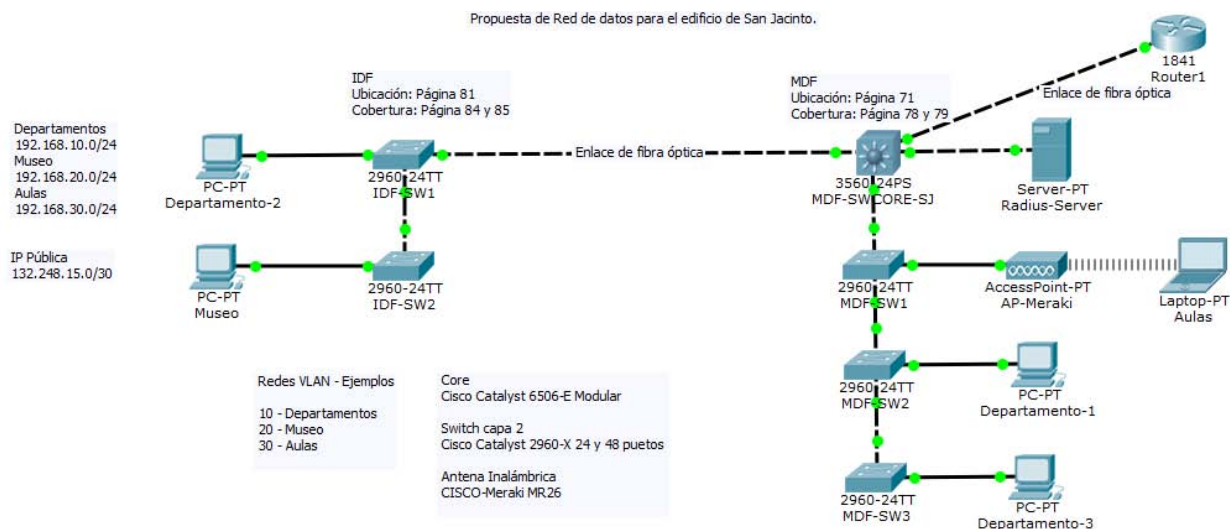 Propuesta de Red de datos para el edificio de San Jacinto.
1841
Router1
Enlace de fibra óptica
IDF
Ubicación: Página 81
Cobertura: Página 84 y 85
MDF
Ubicación: Página 71
Cobertura: Página 78 y 79
Departamentos
192.168.10.0/24
Museo
192.168.20.0/24
Aulas
192.168.30.0/24
PC-PT
Departamento-2
2960-24TT
IDF-SW1
Enlace de fibra óptica
3560-24PS
MDF-SWCORE-SJ
Server-PT
Radius-Server
IP Pública
132.248.15.0/30
PC-PT
Museo
2960-24TT
IDF-SW2
2960-24TT
MDF-SW1
AccessPoint-PT
AP-Meraki
Laptop-PT
Aulas
Redes VLAN - Ejemplos
10 - Departamentos
20 - Museo
30 - Aulas
Core
Cisco Catalyst 6506-E Modular
Switch capa 2
Cisco Catalyst 2960-X 24 y 48 puetos
Antena Inalámbrica
CISCO-Meraki MR26
2960-24TT
MDF-SW2
PC-PT
Departamento-1
2960-24TT
MDF-SW3
PC-PT
Departamento-3